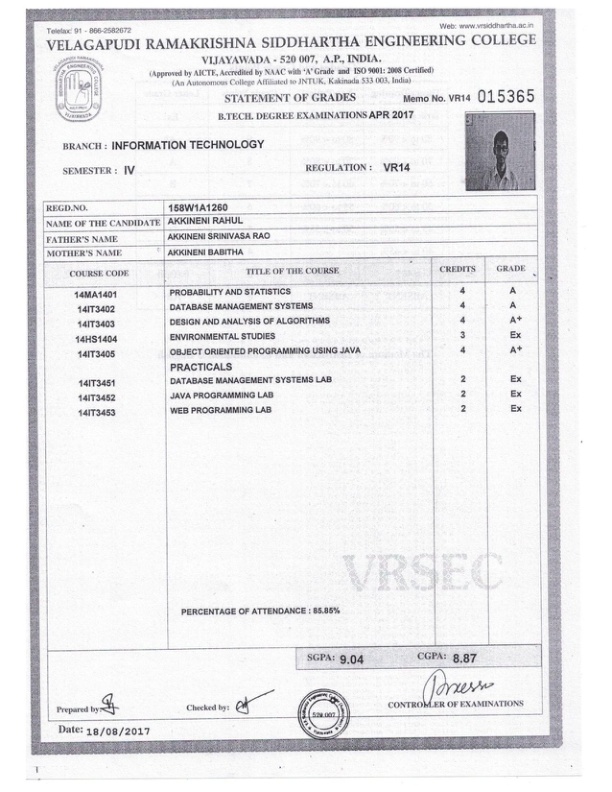 Telefax: 91 - 866-2582672
Web: www.vrsiddhartha.ac.in
VELAGAPUDI RAMAKRISHNA SIDDHARTHA ENGINEERING COLLEGE
VIJAYAWADA - 520 007, A.P., INDIA.
(Approved by AICTE, Accredited by NAAC with 'A' Grade and ISO 9001: 2008 Certified)
(An Autonomous College Affiliated to JNTUK, Kakinada 533 003, India)
STATEMENT OF GRADES
Memo No. VR14 015365
B.TECH. DEGREE EXAMINATIONS APR 2017
BRANCH : INFORMATION TECHNOLOGY
SEMESTER : IV
REGULATION : VR14
REGD.NO. 158W1A1260
NAME OF THE CANDIDATE AKKINENI RAHUL
FATHER'S NAME AKKINENI SRINIVASA RAO
MOTHER'S NAME AKKINENI BABITHA
COURSE CODE TITLE OF THE COURSE CREDITS GRADE
14MA1401 PROBABILITY AND STATISTICS 4 A
14IT3402 DATABASE MANAGEMENT SYSTEMS 4 A
14IT3403 DESIGN AND ANALYSIS OF ALGORITHMS 4 A+
14HS1404 ENVIRONMENTAL STUDIES 3 Ex
14IT3405 OBJECT ORIENTED PROGRAMMING USING JAVA 4 A+
PRACTICALS
14IT3451 DATABASE MANAGEMENT SYSTEMS LAB 2 Ex
14IT3452 JAVA PROGRAMMING LAB 2 Ex
14IT3453 WEB PROGRAMMING LAB 2 Ex
VRSEC
PERCENTAGE OF ATTENDANCE : 85.85%
SGPA: 9.04 CGPA: 8.87
Prepared by:
Checked by:
520 007
CONTROLLER OF EXAMINATIONS
Date: 18/08/2017